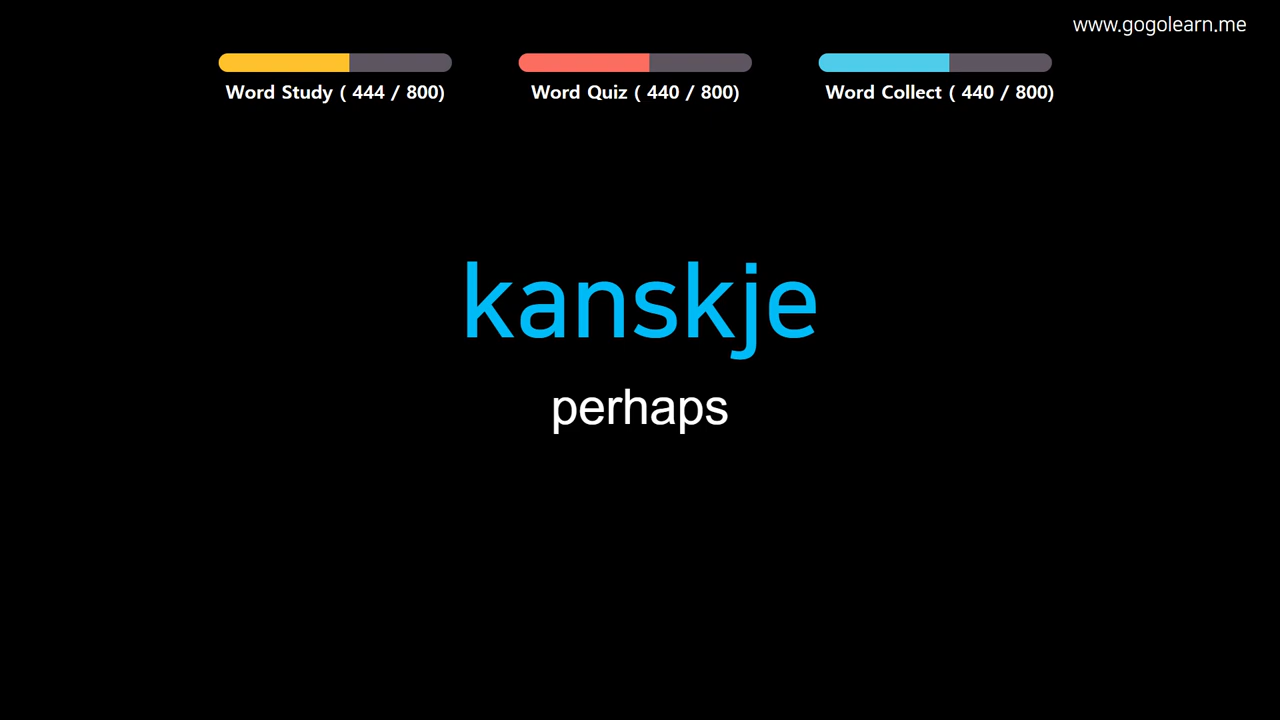 www.gogolearn.me
Word Study ( 444 / 800)
Word Quiz ( 440 / 800)
Word Collect ( 440 / 800)
kanskje
perhaps